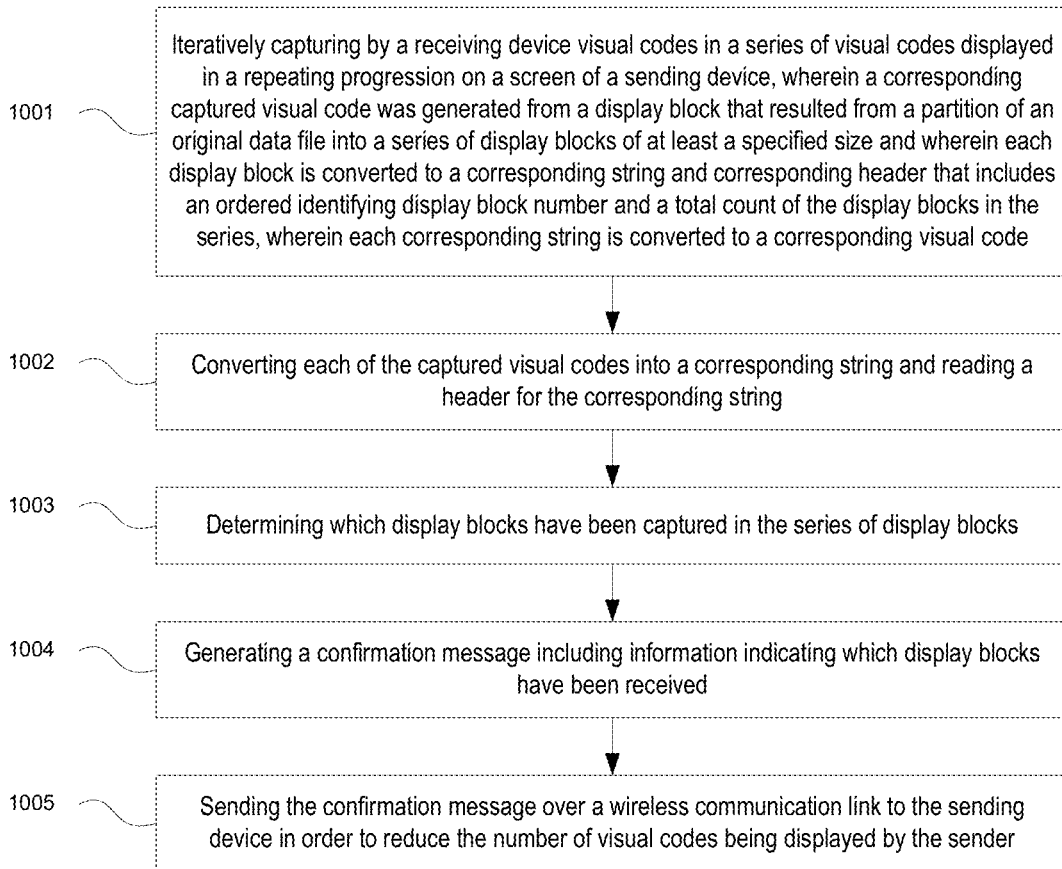 Iteratively capturing by a receiving device visual codes in a series of visual codes displayed
in a repeating progression on a screen of a sending device, wherein a corresponding
1001
captured visual code was generated from a display block that resulted from a partition of an
original data file into a series of display blocks of at least a specified size and wherein each
display block is converted to a corresponding string and corresponding header that includes
an ordered identifying display block number and a total count of the display blocks in the
series, wherein each corresponding string is converted to a corresponding visual code
1002
Converting each of the captured visual codes into a corresponding string and reading a
header for the corresponding string
1003
Determining which display blocks have been captured in the series of display blocks
1004
Generating a confirmation message including information indicating which display blocks
have been received
1005
Sending the confirmation message over a wireless communication link to the sending
device in order to reduce the number of visual codes being displayed by the sender